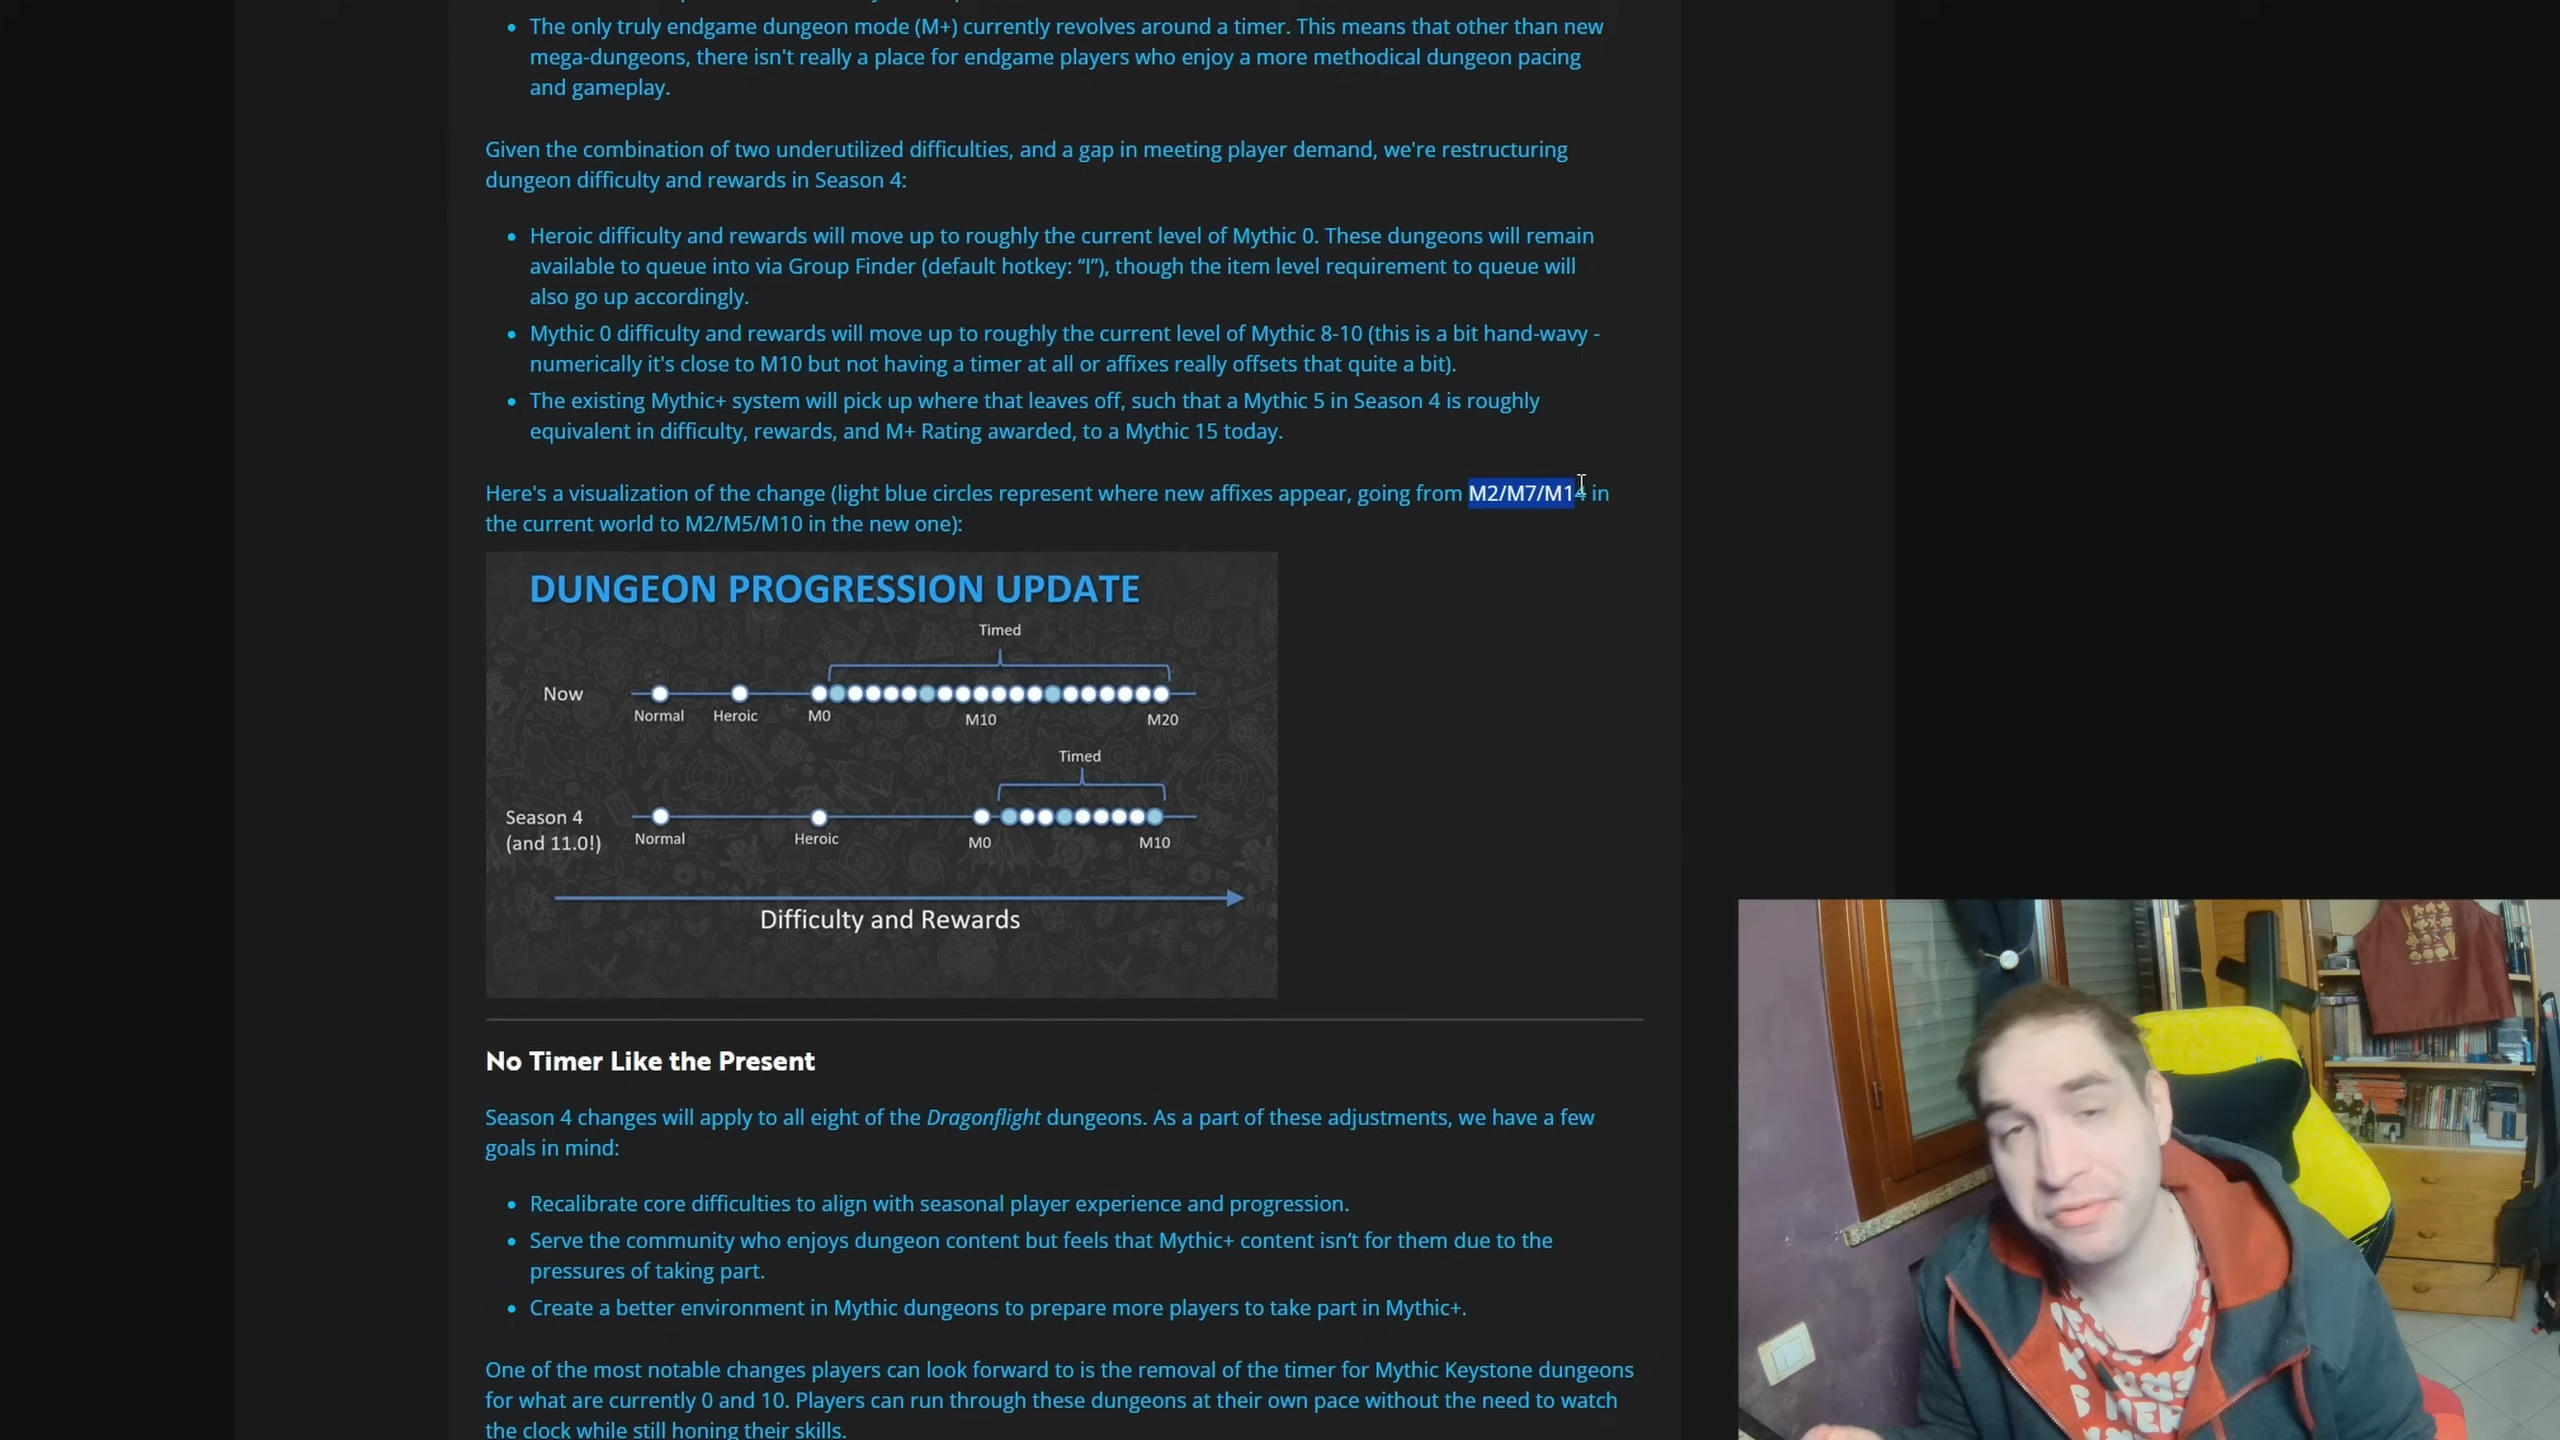 The only truly endgame dungeon mode (M+) currently revolves around a timer. This means that other than new
mega-dungeons, there isn't really a place for endgame players who enjoy a more methodical dungeon pacing
and gameplay.
Given the combination of two underutilized difficulties, and a gap in meeting player demand, we're restructuring
dungeon difficulty and rewards in Season 4:
Heroic difficulty and rewards will move up to roughly the current level of Mythic 0. These dungeons will remain
available to queue into via Group Finder (default hotkey: “I”), though the item level requirement to queue will
also go up accordingly.
Mythic 0 difficulty and rewards will move up to roughly the current level of Mythic 8-10 (this is a bit hand-wavy -
numerically it's close to M10 but not having a timer at all or affixes really offsets that quite a bit).
The existing Mythic+ system will pick up where that leaves off, such that a Mythic 5 in Season 4 is roughly
equivalent in difficulty, rewards, and M+ Rating awarded, to a Mythic 15 today.
Here's a visualization of the change (light blue circles represent where new affixes appear, going from M2/M7/M14 in
the current world to M2/M5/M10 in the new one):
DUNGEON PROGRESSION UPDATE
Timed
Now
Normal Heroic M0 M10 M20
Timed
Season 4
(and 11.0!)
Normal Heroic M0 M10
Difficulty and Rewards
No Timer Like the Present
Season 4 changes will apply to all eight of the Dragonflight dungeons. As a part of these adjustments, we have a few
goals in mind:
Recalibrate core difficulties to align with seasonal player experience and progression.
Serve the community who enjoys dungeon content but feels that Mythic+ content isn’t for them due to the
pressures of taking part.
Create a better environment in Mythic dungeons to prepare more players to take part in Mythic+.
One of the most notable changes players can look forward to is the removal of the timer for Mythic Keystone dungeons
for what are currently 0 and 10. Players can run through these dungeons at their own pace without the need to watch
the clock while still honing their skills.